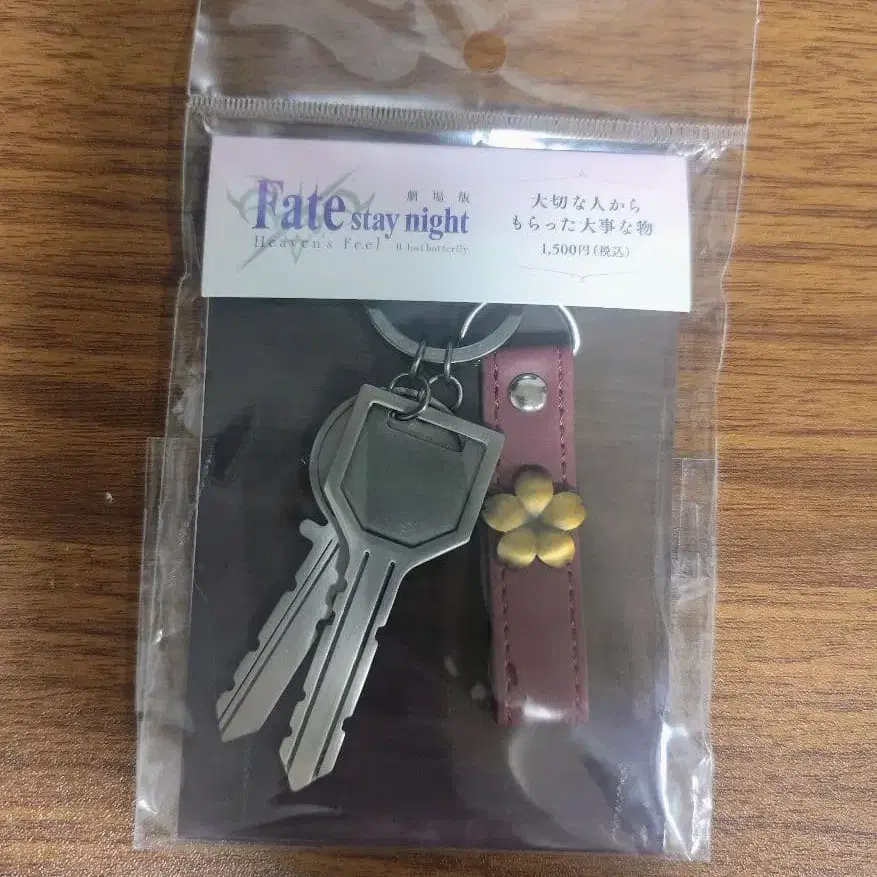 劇場版
Fate stay night
Heaven's Feel II. lost butterfly
大切な人から
もらった大事な物
1,500円(税込)